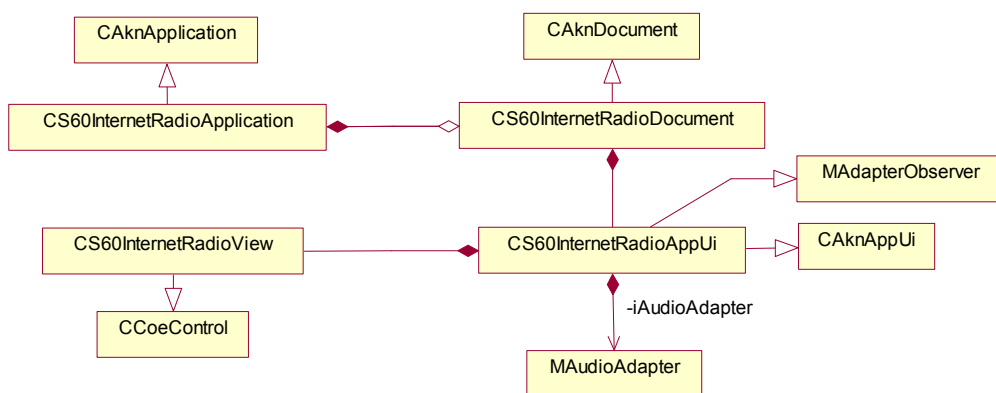 CAknApplication
CAknDocument
CS60InternetRadioApplication
CS60InternetRadioDocument
MAdapterObserver
CS60InternetRadioView
CS60InternetRadioAppUi
CAknAppUi
-iAudioAdapter
CCoeControl
MAudioAdapter